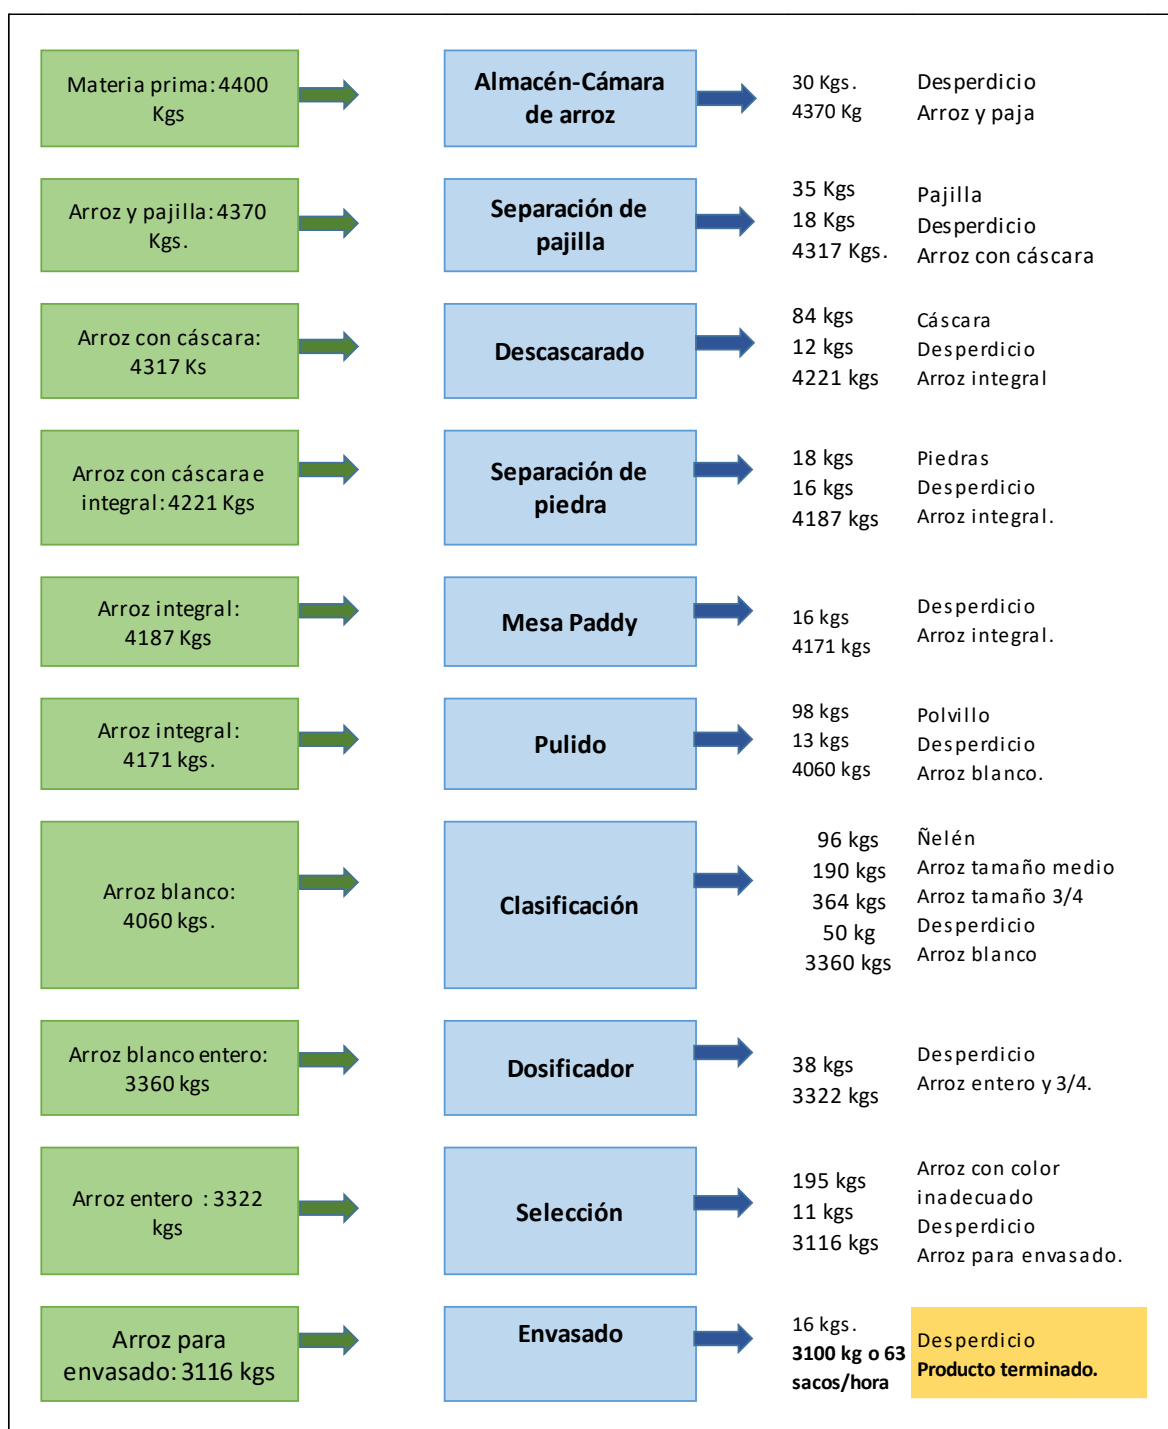 Materia prima: 4400
Kgs
Almacén-Cámara
de arroz
30 Kgs.
4370 Kg
Desperdicio
Arroz y paja
Arroz y pajilla: 4370
Kgs.
Separación de
pajilla
35 Kgs
18 Kgs
4317 Kgs.
Pajilla
Desperdicio
Arroz con cáscara
Arroz con cáscara:
4317 Ks
Descascarado
84 kgs
12 kgs
4221 kgs
Cáscara
Desperdicio
Arroz integral
Arroz con cáscara e
integral: 4221 Kgs
Separación de
piedra
18 kgs
16 kgs
4187 kgs
Piedras
Desperdicio
Arroz integral.
Arroz integral:
4187 Kgs
Mesa Paddy
16 kgs
4171 kgs
Desperdicio
Arroz integral.
Arroz integral:
4171 kgs.
Pulido
98 kgs
13 kgs
4060 kgs
Polvillo
Desperdicio
Arroz blanco.
Arroz blanco:
4060 kgs.
Clasificación
96 kgs
190 kgs
364 kgs
50 kg
3360 kgs
Ñelén
Arroz tamaño medio
Arroz tamaño 3/4
Desperdicio
Arroz blanco
Arroz blanco entero:
3360 kgs
Dosificador
38 kgs
3322 kgs
Desperdicio
Arroz entero y 3/4.
Arroz entero : 3322
kgs
Selección
195 kgs
11 kgs
3116 kgs
Arroz con color
inadecuado
Desperdicio
Arroz para envasado.
Arroz para
envasado: 3116 kgs
Envasado
16 kgs.
3100 kg o 63
sacos/hora
Desperdicio
Producto terminado.